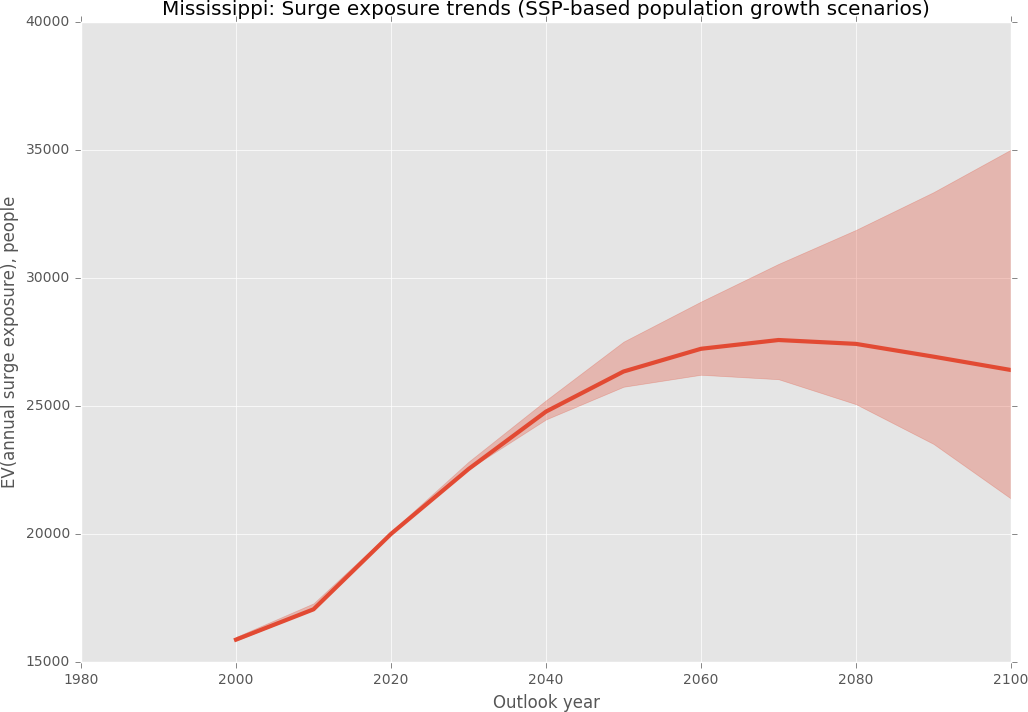 Mississippi: Surge exposure trends (SSP-based population growth scenarios)
EV(annual surge exposure), people
40000
35000
30000
25000
20000
15000
1980 2000 2020 2040 2060 2080 2100
Outlook year